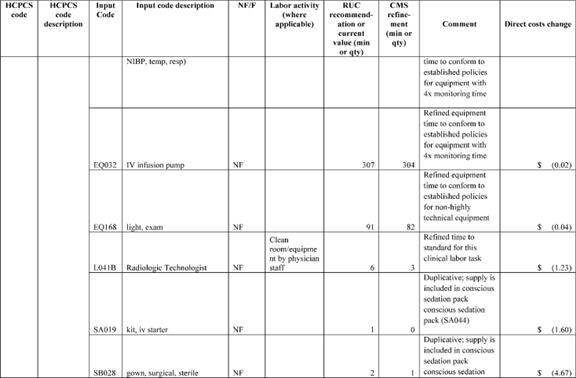 HCPCS code
HCPCS code description
Input Code
Input code description
NF/F
Labor activity (where applicable)
RUC recommend-ation or current value (min or qty)
CMS refine-ment (min or qty)
Comment
Direct costs change
NIBP, temp, resp)
time to conform to
established policies
for equipment with
4x monitoring time
EQ032 IV infusion pump NF 307 304
Refined equipment
time to conform to
established policies
for equipment with
4x monitoring time
$ (0.02)
EQ168 light, exam NF 91 82
Refined equipment
time to conform to
established policies
for non-highly
technical equipment
$ (0.04)
L041B Radiologic Technologist NF
Clean
room/equipme
nt by physician
staff
6 3
Refined time to
standard for this
clinical labor task
$ (1.23)
SA019 kit, iv starter NF 1 0
Duplicative; supply is
included in conscious
sedation pack
conscious sedation
pack (SA044)
$ (1.60)
SB028 gown, surgical, sterile NF 2 1
Duplicative; supply is
included in conscious
sedation pack
conscious sedation
$ (4.67)